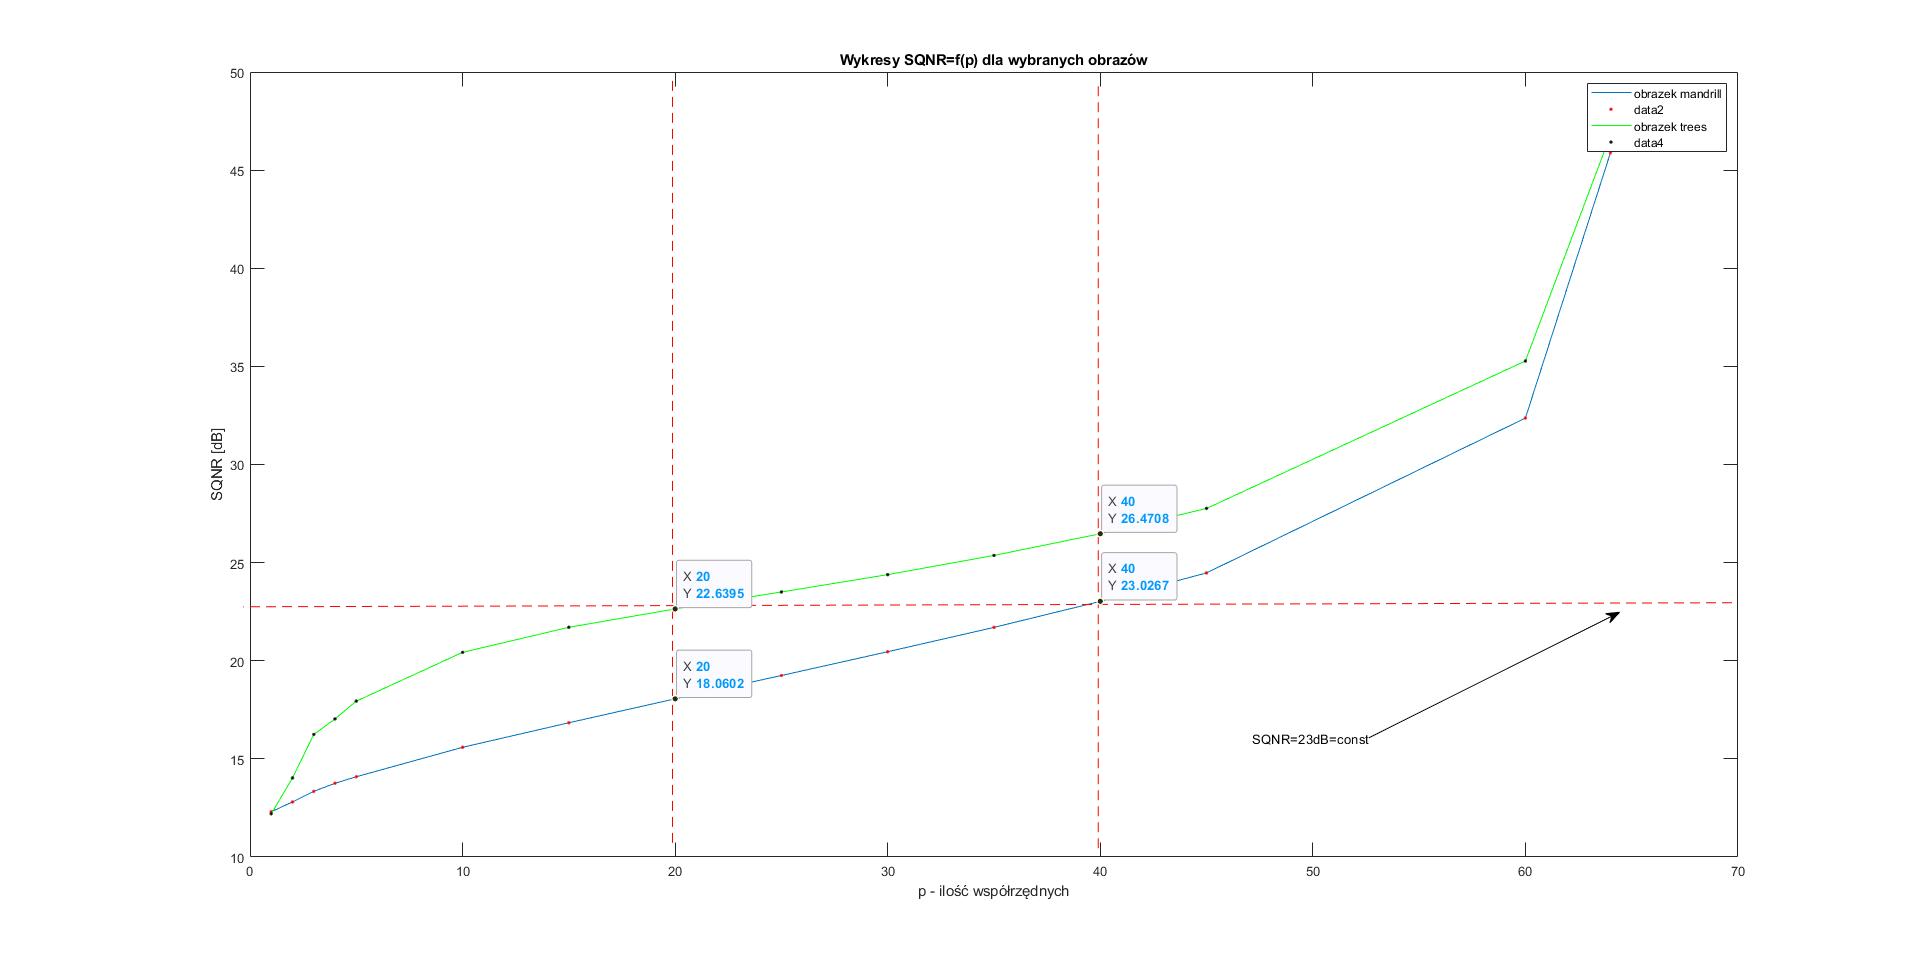 Wykresy SQNR=f(p) dla wybranych obrazów
50
45
40
35
30
25
20
15
10
SQNR [dB]
obrazek mandrill
data2
obrazek trees
data4
X 40
Y 26.4708
X 40
Y 23.0267
X 20
Y 22.6395
X 20
Y 18.0602
SQNR=23dB=const
0 10 20 30 40 50 60 70
p - ilość współrzędnych